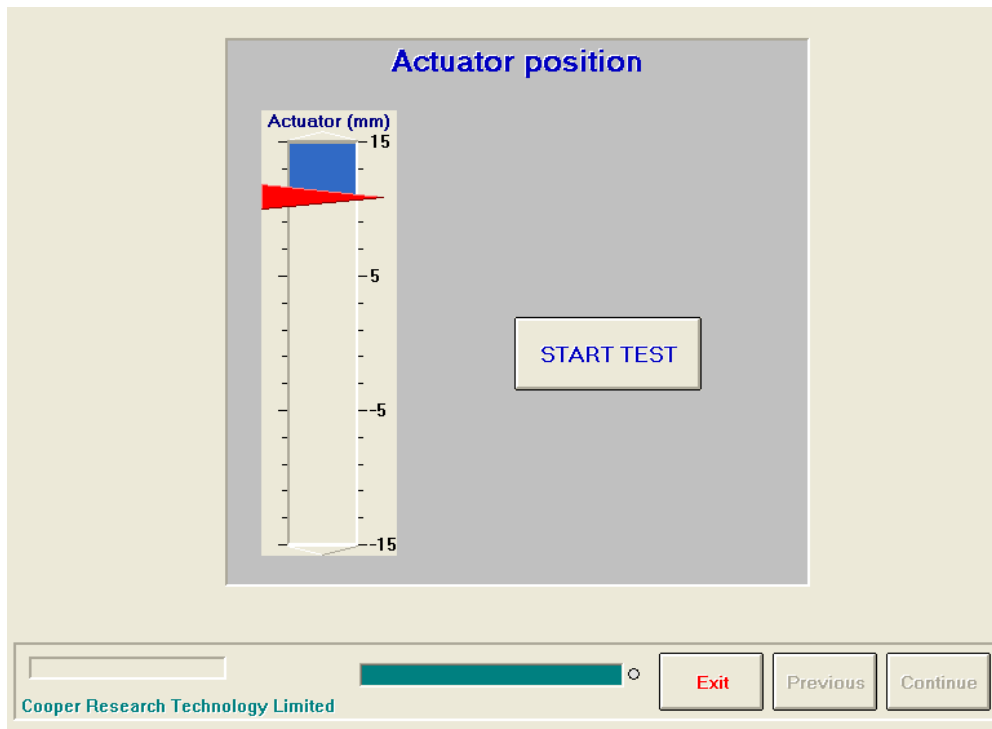 Actuator position
Actuator (mm)
15
5
-5
-15
START TEST
Exit
Previous
Continue
Cooper Research Technology Limited